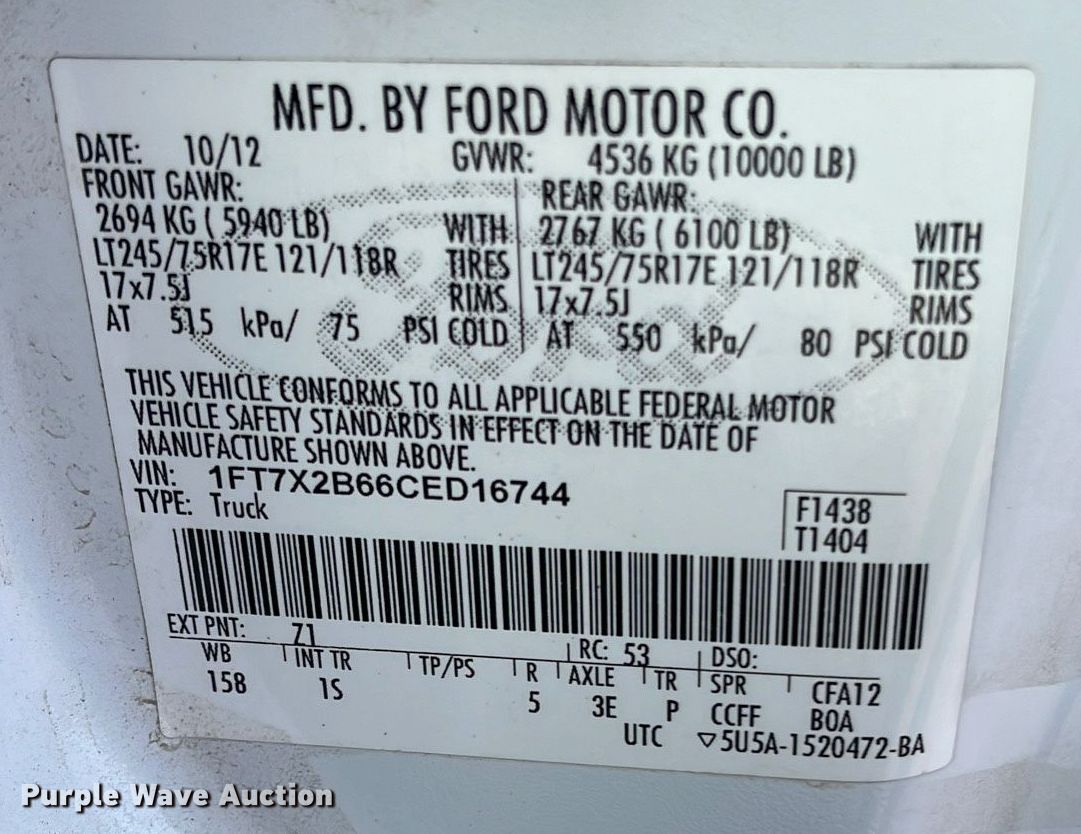 MFD. BY FORD MOTOR CO.
DATE: 10/12 GVWR: 4536 KG (10000 LB)
FRONT GAWR: REAR GAWR:
2694 KG ( 5940 LB) WITH 2767 KG ( 6100 LB) WITH
LT245/75R17E 121/118R TIRES LT245/75R17E 121/118R TIRES
17x7.5J RIMS 17x7.5J RIMS
AT 515 kPa/ 75 PSI COLD AT 550 kPa/ 80 PSI COLD
Ford
THIS VEHICLE CONFORMS TO ALL APPLICABLE FEDERAL MOTOR
VEHICLE SAFETY STANDARDS IN EFFECT ON THE DATE OF
MANUFACTURE SHOWN ABOVE.
VIN: 1FT7X2B66CED16744
TYPE: Truck
F1438
T1404
EXT PNT: Z1 RC: 53 DSO:
WB INT TR TP/PS R AXLE TR SPR CFA12
158 1S 5 3E P CCFF BOA
UTC ▽5U5A-1520472-BA
Purple Wave Auction